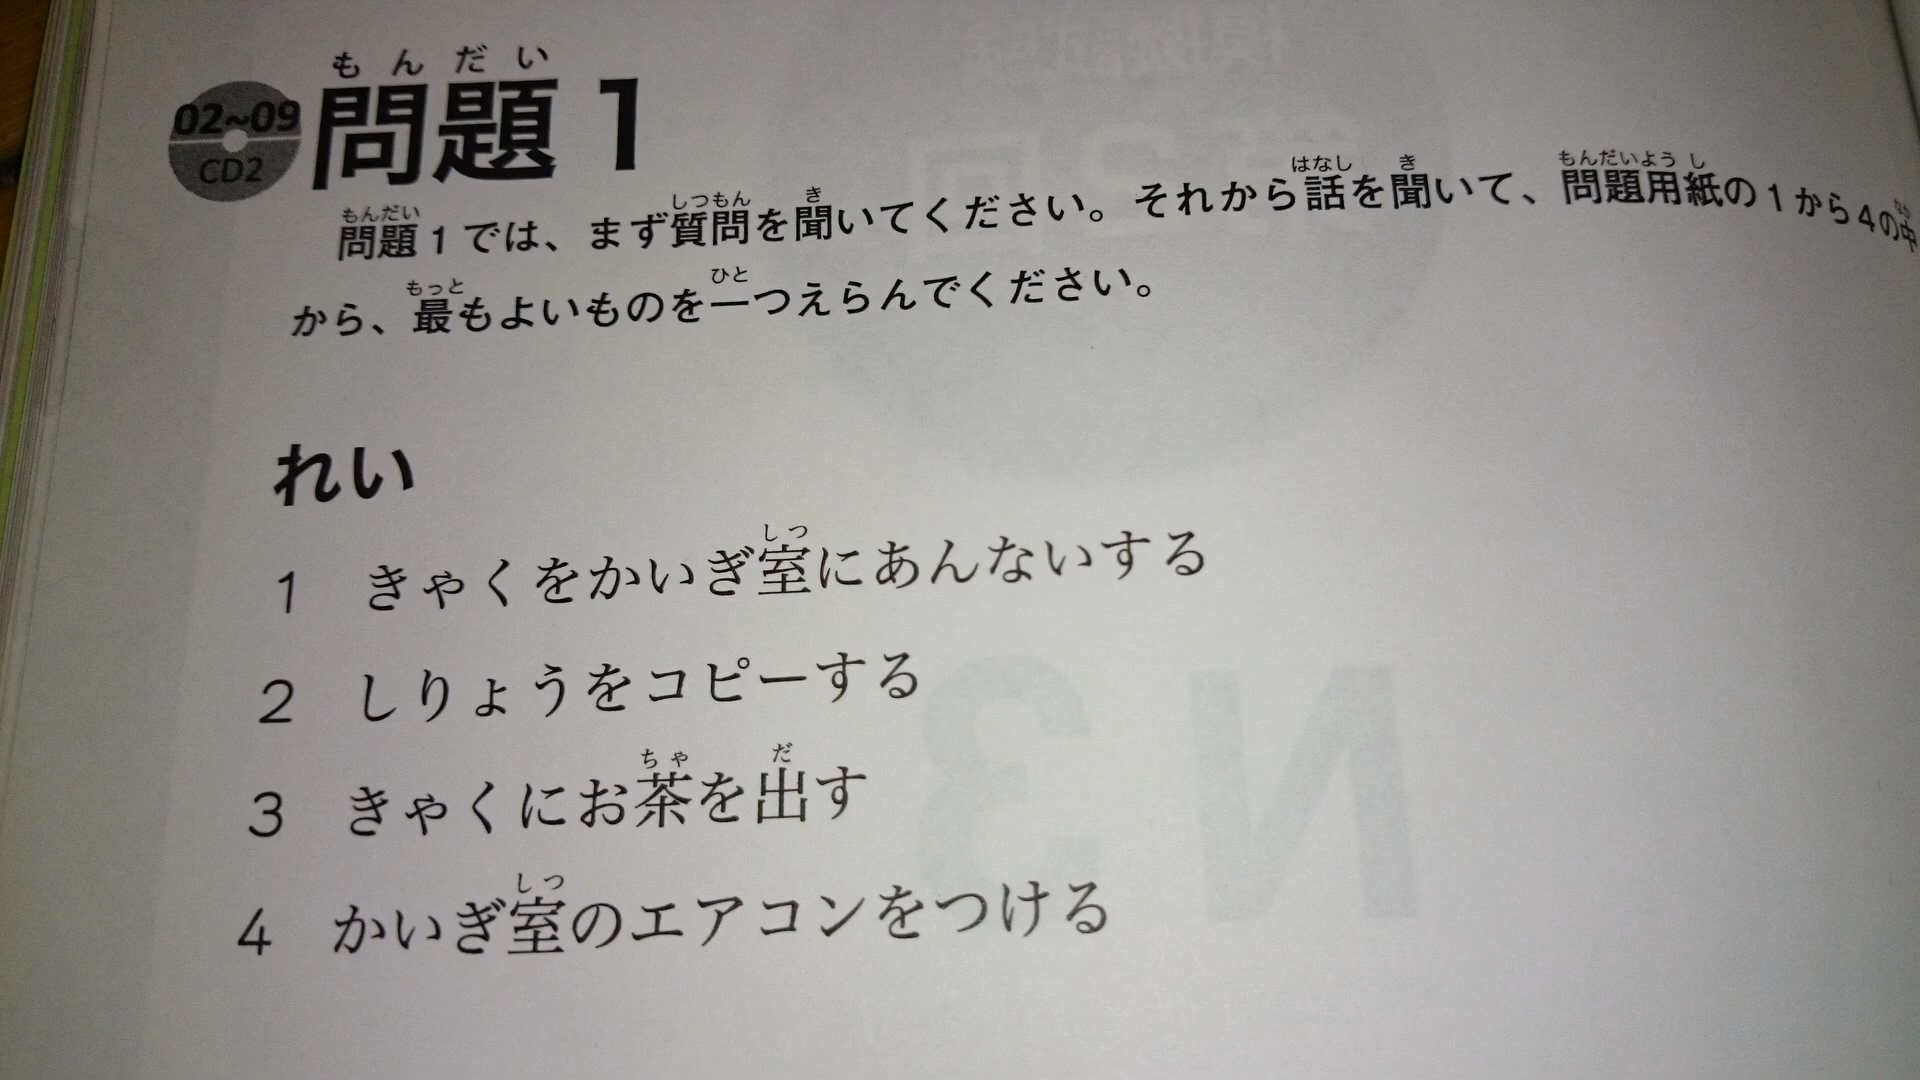 もんだい
02~09
CD2
問題1
もんだい しつもん き はなし き もんだいようし なか
問題1では、まず質問を聞いてください。それから話を聞いて、問題用紙の1から4の中
もっと ひと
から、最もよいものを一つえらんでください。
れい
しつ
1 きゃくをかいぎ室にあんないする
2 しりょうをコピーする
ちゃ だ
3 きゃくにお茶を出す
しつ
4 かいぎ室のエアコンをつける